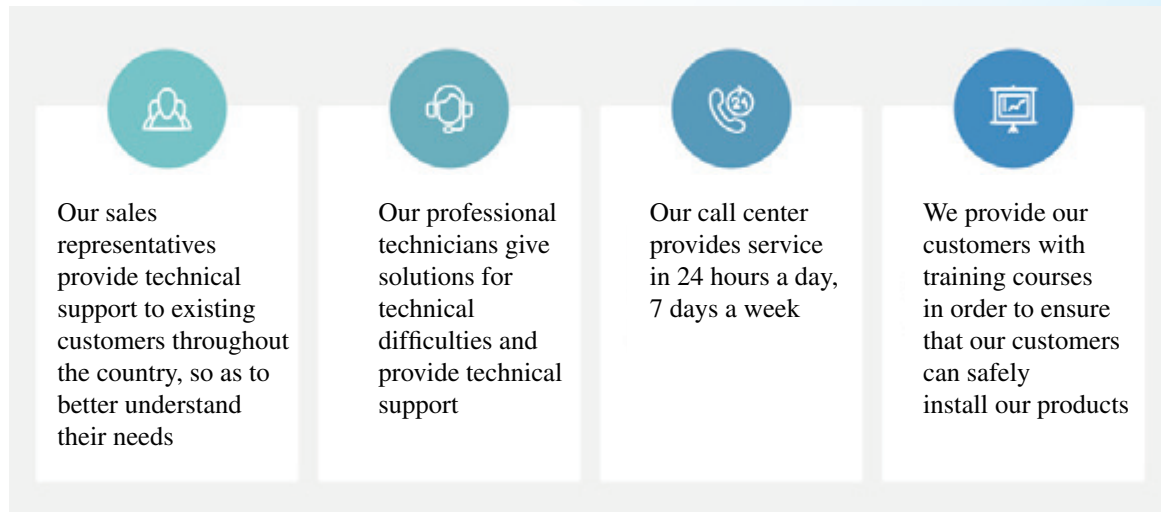 Our sales
representatives
provide technical
support to existing
customers throughout
the country, so as to
better understand
their needs
Our professional
technicians give
solutions for
technical
difficulties and
provide technical
support
24
Our call center
provides service
in 24 hours a day,
7 days a week
We provide our
customers with
training courses
in order to ensure
that our customers
can safely
install our products